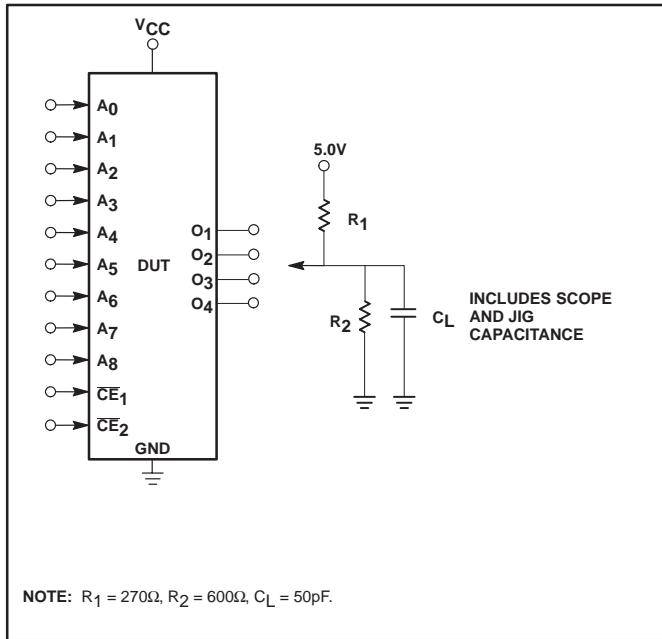 VCC
A0
A1
A2
A3
A4
A5
A6
A7
A8
CE1
CE2
DUT
O1
O2
O3
O4
GND
5.0V
R1
R2
CL
INCLUDES SCOPE
AND JIG
CAPACITANCE
NOTE: R1 = 270Ω, R2 = 600Ω, CL = 50pF.